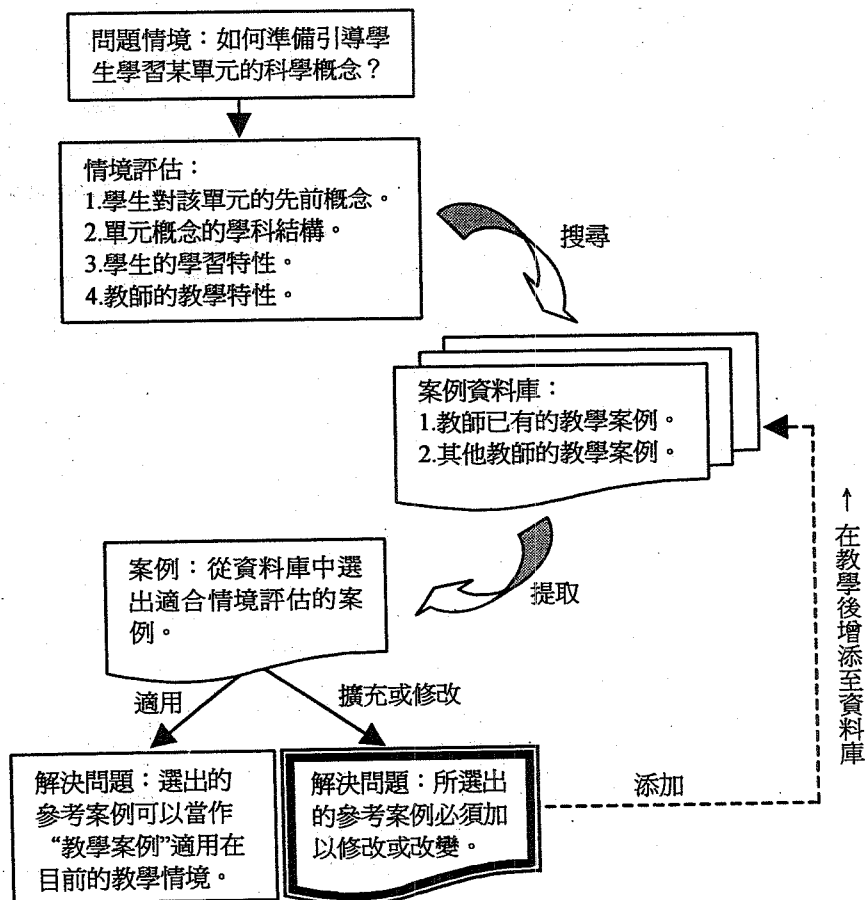 問題情境：如何準備引導學
生學習某單元的科學概念？
情境評估：
1.學生對該單元的先前概念。
2.單元概念的學科結構。
3.學生的學習特性。
4.教師的教學特性。
搜尋
案例資料庫：
1.教師已有的教學案例。
2.其他教師的教學案例。
提取
案例：從資料庫中選
出適合情境評估的案
例。
適用
擴充或修改
解決問題：選出的
參考案例可以當作
“教學案例”適用在
目前的教學情境。
解決問題：所選出
的參考案例必須加
以修改或改變。
添加
↑在教學後增添至資料庫